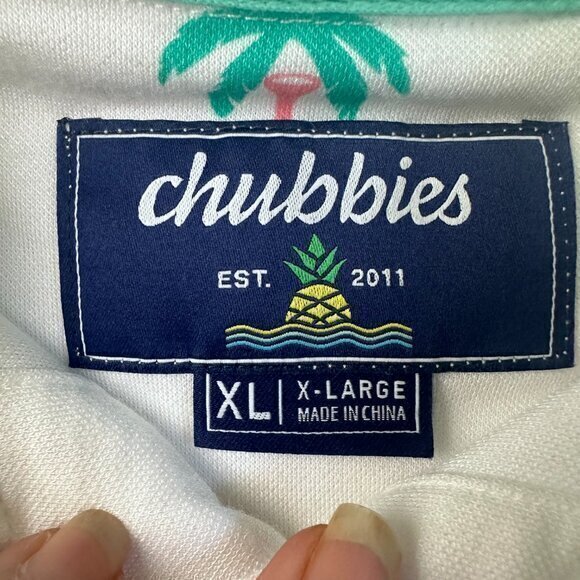 chubbies
EST. 2011
XL X-LARGE
MADE IN CHINA